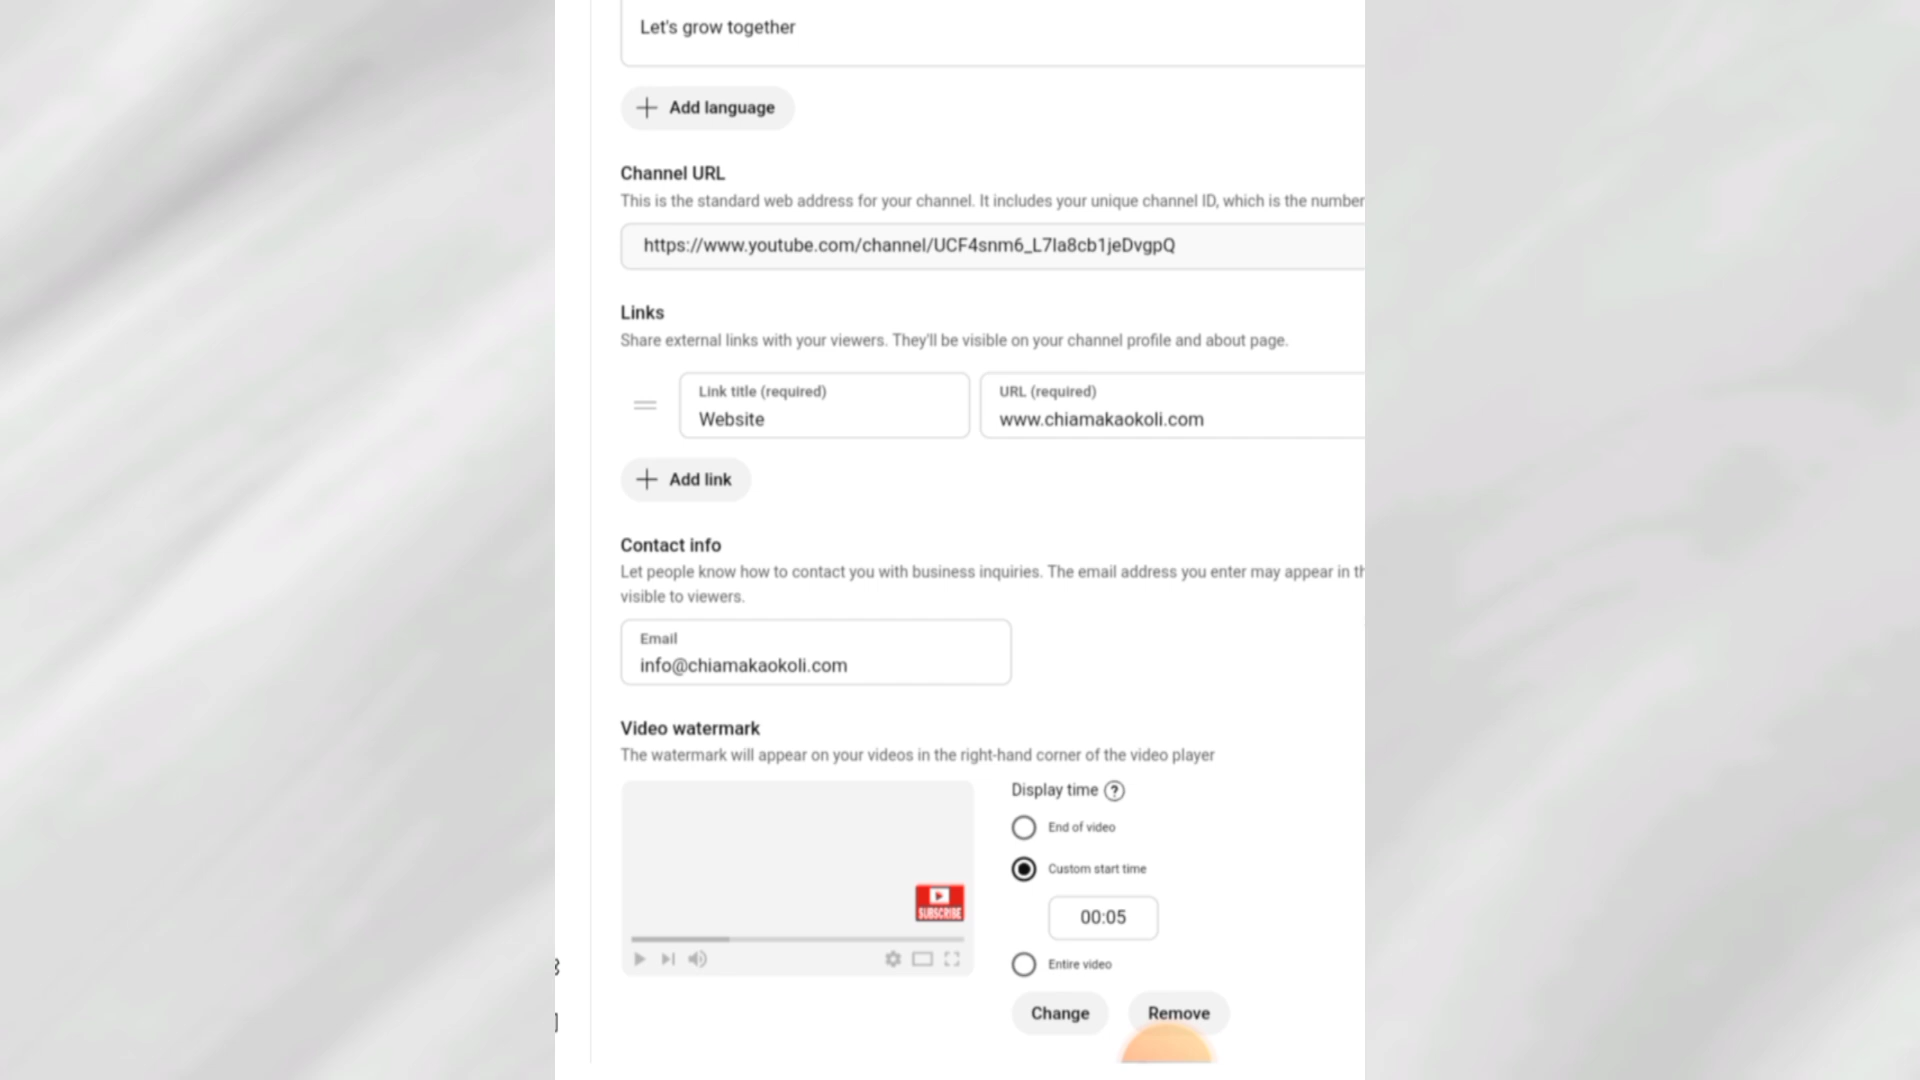 Let's grow together
Add language
Channel URL
This is the standard web address for your channel. It includes your unique channel ID, which is the number
https://www.youtube.com/channel/UCF4snm6_L7la8cb1jeDvgpQ
Links
Share external links with your viewers. They'll be visible on your channel profile and about page.
Link title (required)
URL (required)
Website
www.chiamakaokoli.com
Add link
Contact info
Let people know how to contact you with business inquiries. The email address you enter may appear in th
visible to viewers.
Email
info@chiamakaokoli.com
Video watermark
The watermark will appear on your videos in the right-hand corner of the video player
Display time
End of video
Custom start time
SUBSCRIBE
00:05
Entire video
Change
Remove